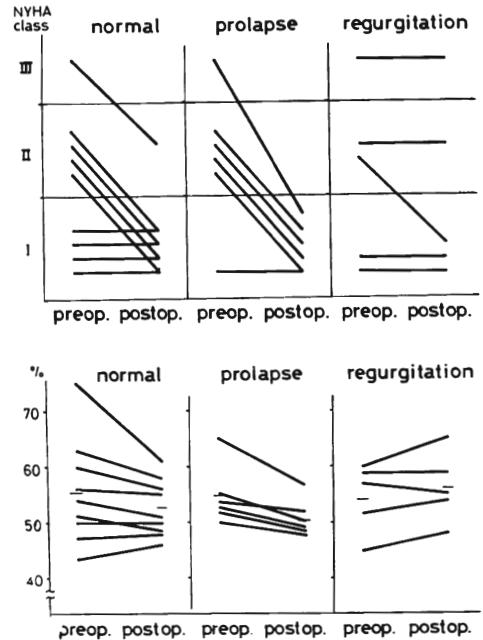 NYHA
class
normal prolapse regurgitation
III
II
I
preop. postop. preop. postop. preop. postop.
%
normal prolapse regurgitation
70
60
50
40
preop. postop. preop. postop. preop. postop.